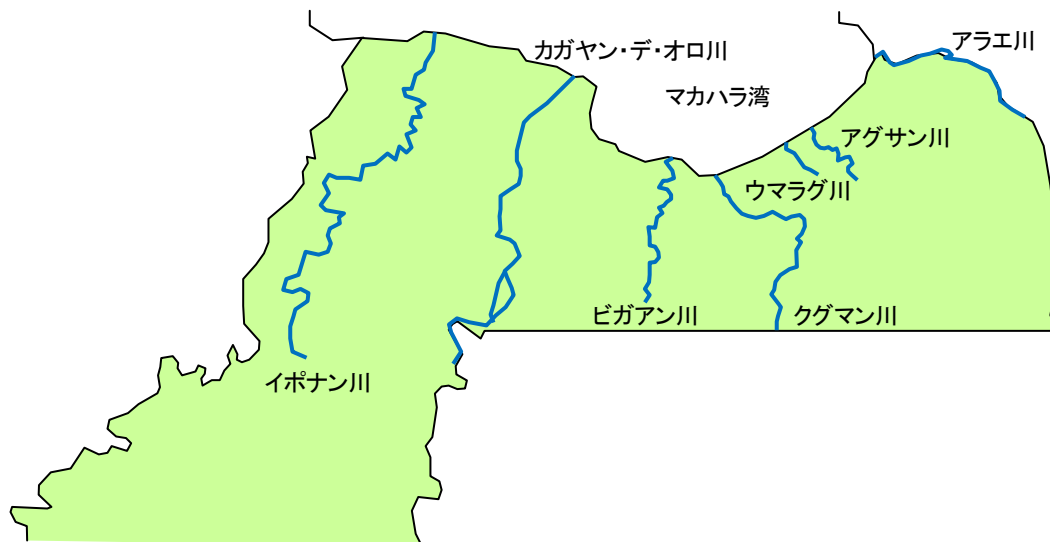 カガヤン・デ・オロ川
アラエ川
マカハラ湾
アグサン川
ウマラグ川
ビガアン川
クグマン川
イポナン川